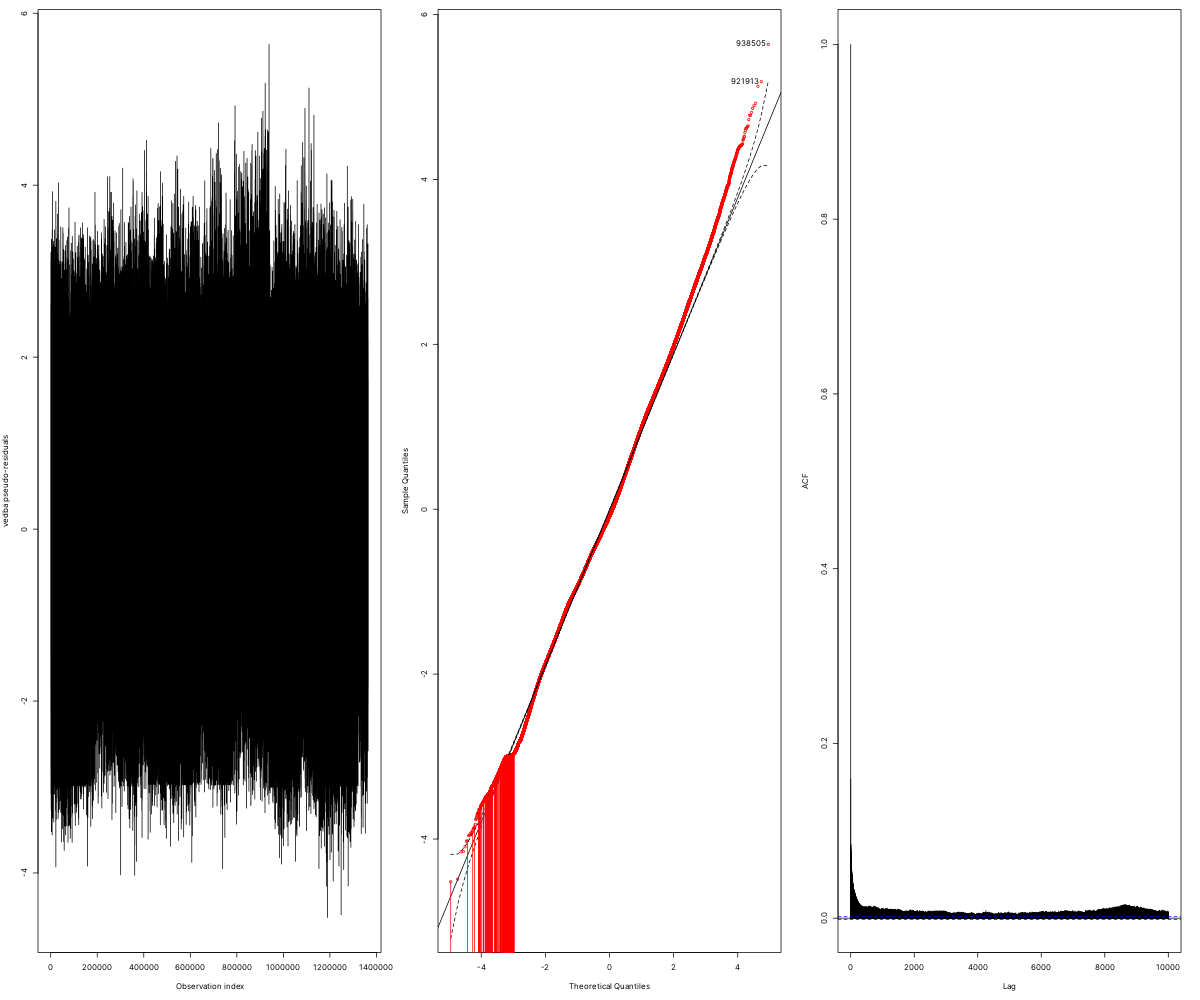 vedba pseudo-residuals
6
4
2
0
-2
-4
0 200000 400000 600000 800000 1000000 1200000 1400000
Observation index
Sample Quantiles
6
4
2
0
-2
-4
938505
921913
-4 -2 0 2 4
Theoretical Quantiles
ACF
1.0
0.8
0.6
0.4
0.2
0.0
0 2000 4000 6000 8000 10000
Lag